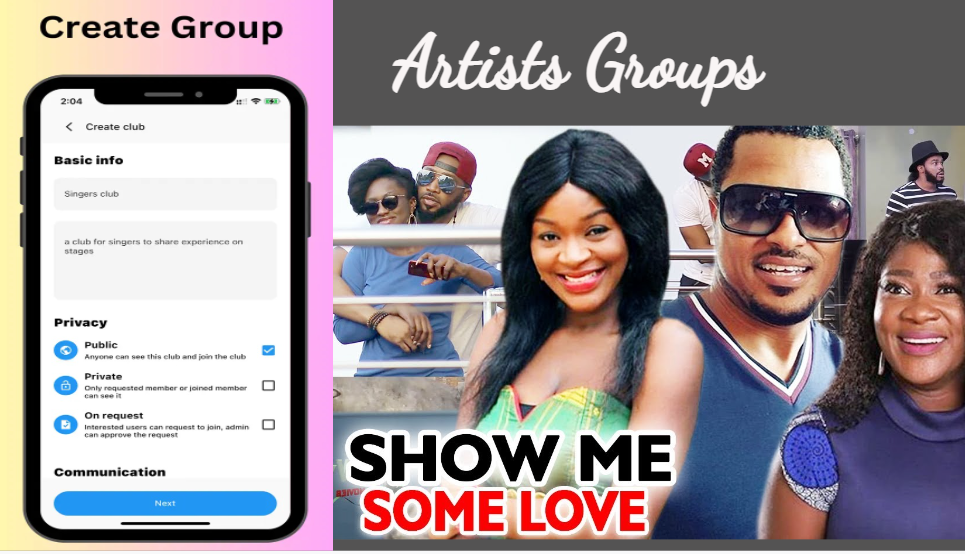 Create Group
2:04
Create club
Basic info
Singers club
a club for singers to share experience on
stages
Privacy
Public
Anyone can see this club and join the club
Private
Only requested member or joined member
can see it
On request
Interested users can request to join, admin
can approve the request
Communication
Next
Artists Groups
M
SHOW ME
SOME LOVE